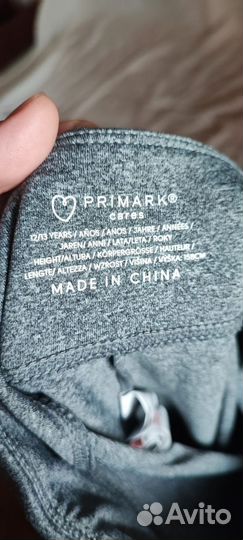 PRIMARK®
cares
12/13 YEARS / AÑOS / ANOS / JAHRE / ANNÉES /
JAREN/ ANNI / LATA/LETA / ROKY
HEIGHT/ALTURA / KÖRPERGRÖSSE / HAUTEUR /
LENGTE/ ALTEZZA / WZROST / VIŠINA / VÝŠKA: 158CM
MADE IN CHINA
Avito